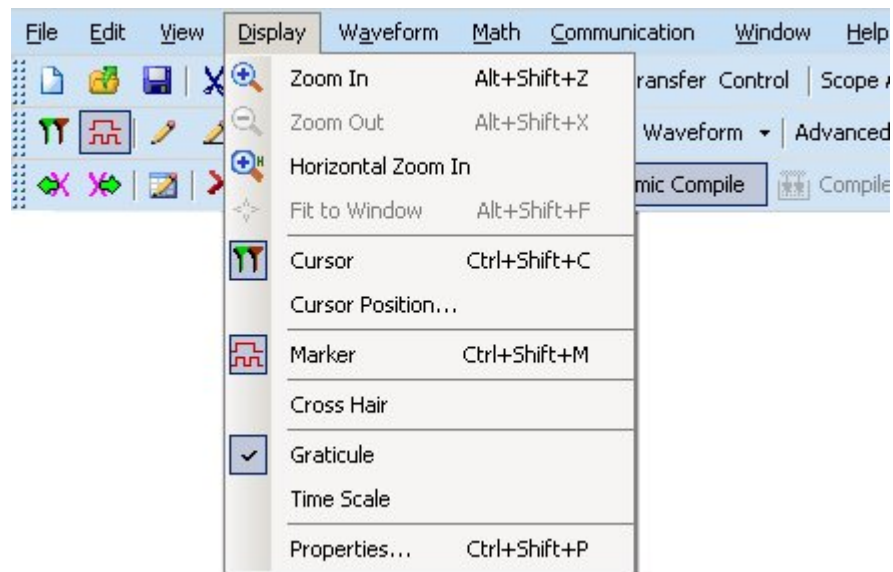 File Edit View Display Waveform Math Communication Window Help
Zoom In Alt+Shift+Z ransfer Control Scope
Zoom Out Alt+Shift+X Waveform Advanced
Horizontal Zoom In
mic Compile Compile
Fit to Window Alt+Shift+F
Cursor Ctrl+Shift+C
Cursor Position...
Marker Ctrl+Shift+M
Cross Hair
Graticule
Time Scale
Properties... Ctrl+Shift+P